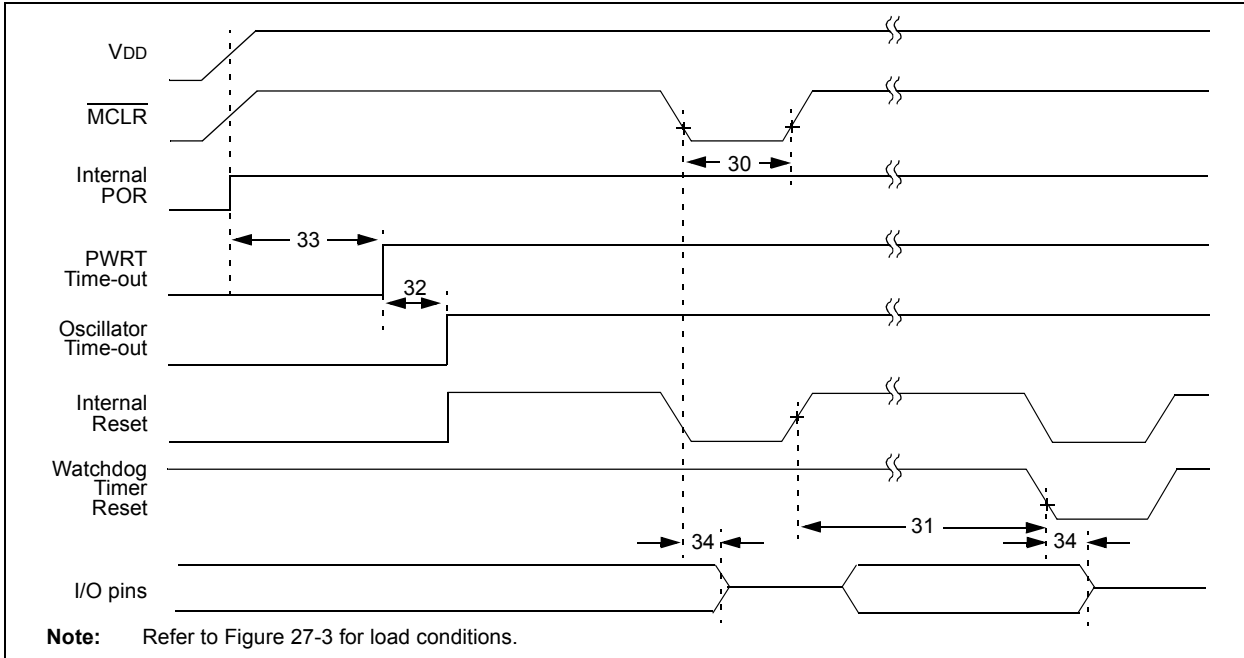 VDD
MCLR
30
Internal
POR
33
PWRT
Time-out
32
Oscillator
Time-out
Internal
Reset
Watchdog
Timer
Reset
31
34
34
I/O pins
Note: Refer to Figure 27-3 for load conditions.